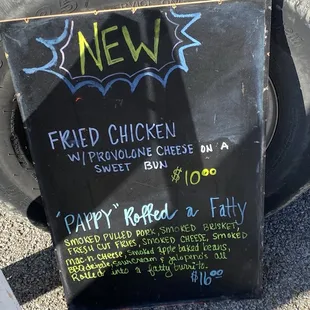 NEW
FRIED CHICKEN
W/ PROVOLONE CHEESE ON A
SWEET BUN
$10.00
"PAPPY" Rolled a Fatty
SMOKED PULLED PORK, SMOKED BRISKET,
FRESH CUT FRIES, SMOKED CHEESE, SMOKED
mac-n-cheese, Smoked apple baked beans,
BBQ drizzle, Sour cream & jalapeños all
Rolled into a fatty burrito.
$16.00